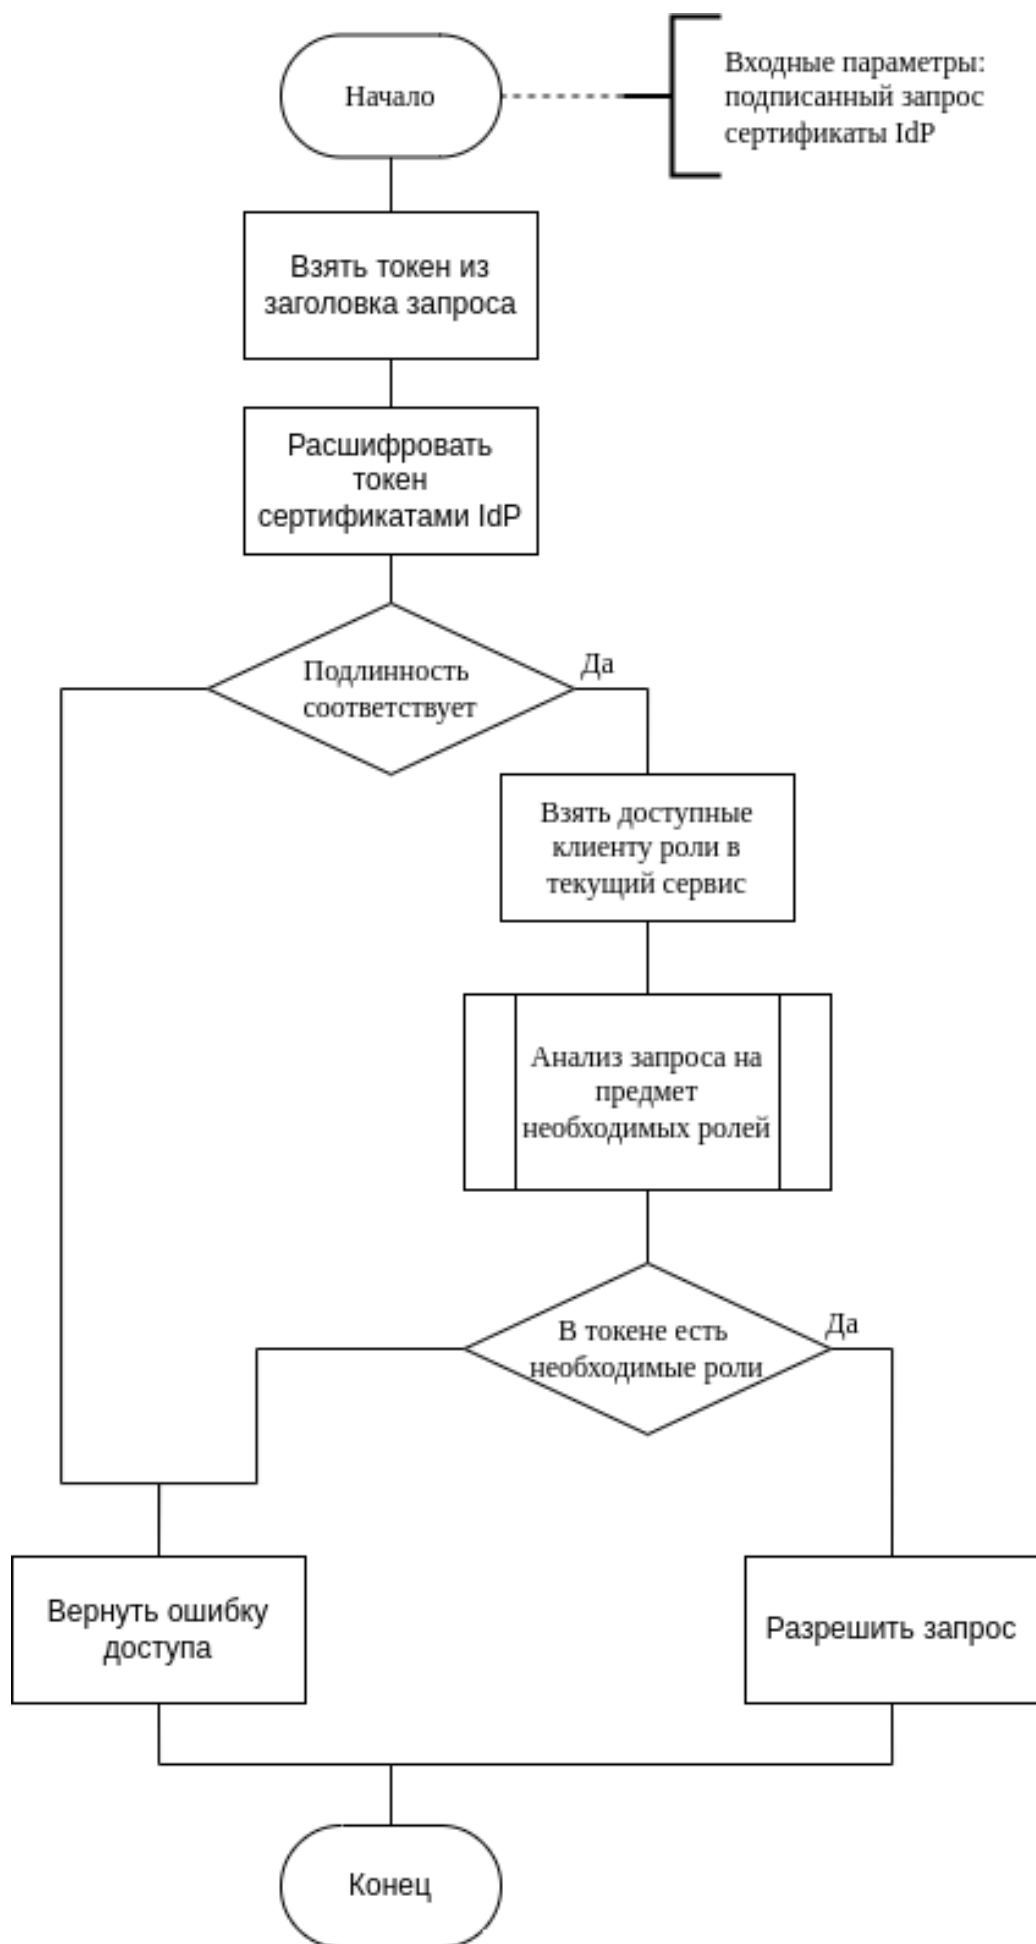 Начало
Входные параметры:
подписанный запрос
сертификаты IdP
Взять токен из
заголовка запроса
Расшифровать
токен
сертификатами IdP
Подлинность
соответствует
Да
Взять доступные
клиенту роли в
текущий сервис
Анализ запроса на
предмет
необходимых ролей
В токене есть
необходимые роли
Да
Вернуть ошибку
доступа
Разрешить запрос
Конец